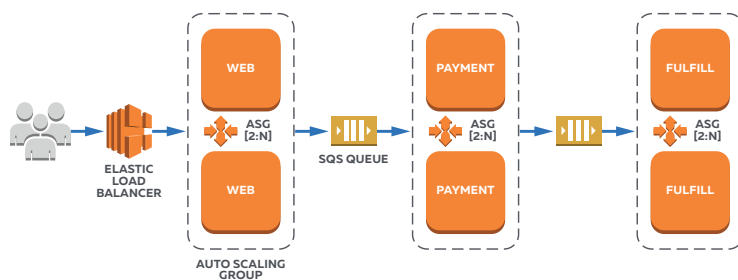 WEB
PAYMENT
FULFILL
ASG
[2:N]
ASG
[2:N]
ASG
[2:N]
ELASTIC
LOAD
BALANCER
SQS QUEUE
WEB
PAYMENT
FULFILL
AUTO SCALING
GROUP